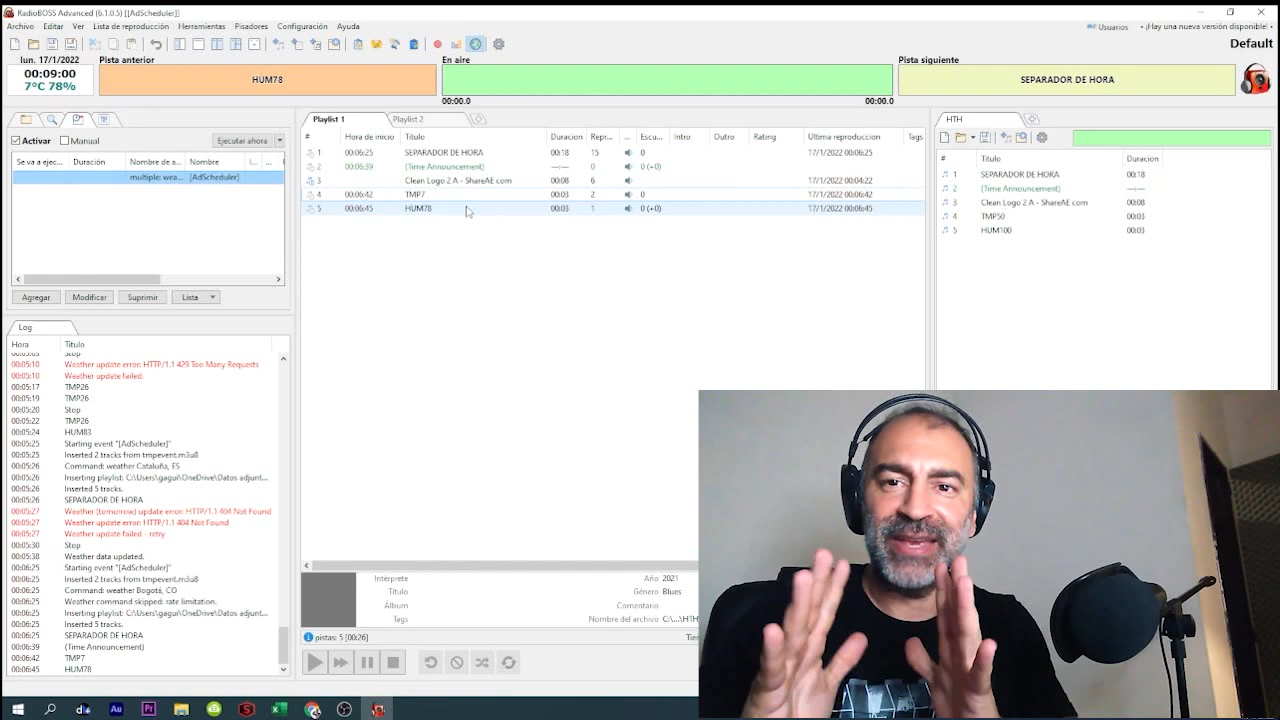 RadioBOSS Advanced (6.1.0.5) [[AdScheduler]]
Archivo Editar Ver Lista de reproducción Herramientas Pisadores Configuración Ayuda
Usuarios • ¡Hay una nueva versión disponible! •
Default
lun. 17/1/2022 Pista anterior En aire Pista siguiente
00:09:00
7°C 78%
HUM78
SEPARADOR DE HORA
00:00.0 00:00.0
Playlist 1 Playlist 2
HTH
Activar Manual Ejecutar ahora
Se va a ejec... Duración Nombre de a... Nombre
multiple: wea... [AdScheduler]
Agregar Modificar Suprimir Lista
# Hora de inicio Título Duracion Repr... ... Escu... Intro Outro Rating Ultima reproduccion Tags
1 00:06:25 SEPARADOR DE HORA 00:18 15 0 17/1/2022 00:06:25
2 00:06:39 (Time Announcement) --:-- 0 0 (+0)
3 Clean Logo 2 A - ShareAE com 00:08 6 17/1/2022 00:04:22
4 00:06:42 TMP7 00:03 2 0 17/1/2022 00:06:42
5 00:06:45 HUM78 00:03 1 0 (+0) 17/1/2022 00:06:45
# Título Duracion
1 SEPARADOR DE HORA 00:18
2 (Time Announcement) --:--
3 Clean Logo 2 A - ShareAE com 00:08
4 TMP50 00:03
5 HUM100 00:03
Log
Hora Título
00:05:05 Stop
00:05:10 Weather update error: HTTP/1.1 429 Too Many Requests
00:05:10 Weather update failed.
00:05:17 TMP26
00:05:19 TMP26
00:05:20 Stop
00:05:22 TMP26
00:05:24 HUM83
00:05:25 Starting event "[AdScheduler]"
00:05:25 Inserted 2 tracks from tmpevent.m3u8
00:05:26 Command: weather Cataluña, ES
00:05:26 Inserting playlist: C:\Users\gagui\OneDrive\Datos adjunt...
00:05:26 Inserted 5 tracks.
00:05:26 SEPARADOR DE HORA
00:05:27 Weather (tomorrow) update error: HTTP/1.1 404 Not Found
00:05:27 Weather update error: HTTP/1.1 404 Not Found
00:05:27 Weather update failed - retry
00:05:30 Stop
00:05:38 Weather data updated.
00:06:25 Starting event "[AdScheduler]"
00:06:25 Inserted 2 tracks from tmpevent.m3u8
00:06:25 Command: weather Bogotá, CO
00:06:25 Weather command skipped: rate limitation.
00:06:25 Inserting playlist: C:\Users\gagui\OneDrive\Datos adjunt...
00:06:25 Inserted 5 tracks.
00:06:25 SEPARADOR DE HORA
00:06:39 (Time Announcement)
00:06:42 TMP7
00:06:45 HUM78
Intérprete Año 2021
Título Género Blues
Álbum Comentario
Tags Nombre del archivo C:\...\HTH
pistas: 5 [00:26] Tien